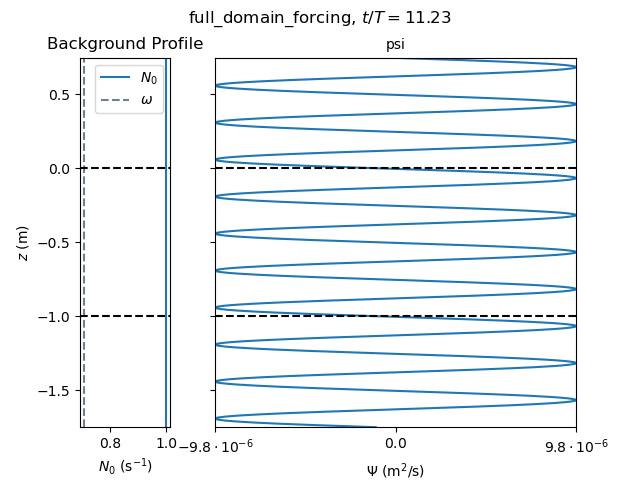 full_domain_forcing, t/T = 11.23
Background Profile
psi
N₀
ω
0.5
0.0
−0.5
−1.0
−1.5
z (m)
0.8
1.0
N₀ (s⁻¹)
−9.8 · 10⁻⁶
0.0
9.8 · 10⁻⁶
Ψ (m²/s)